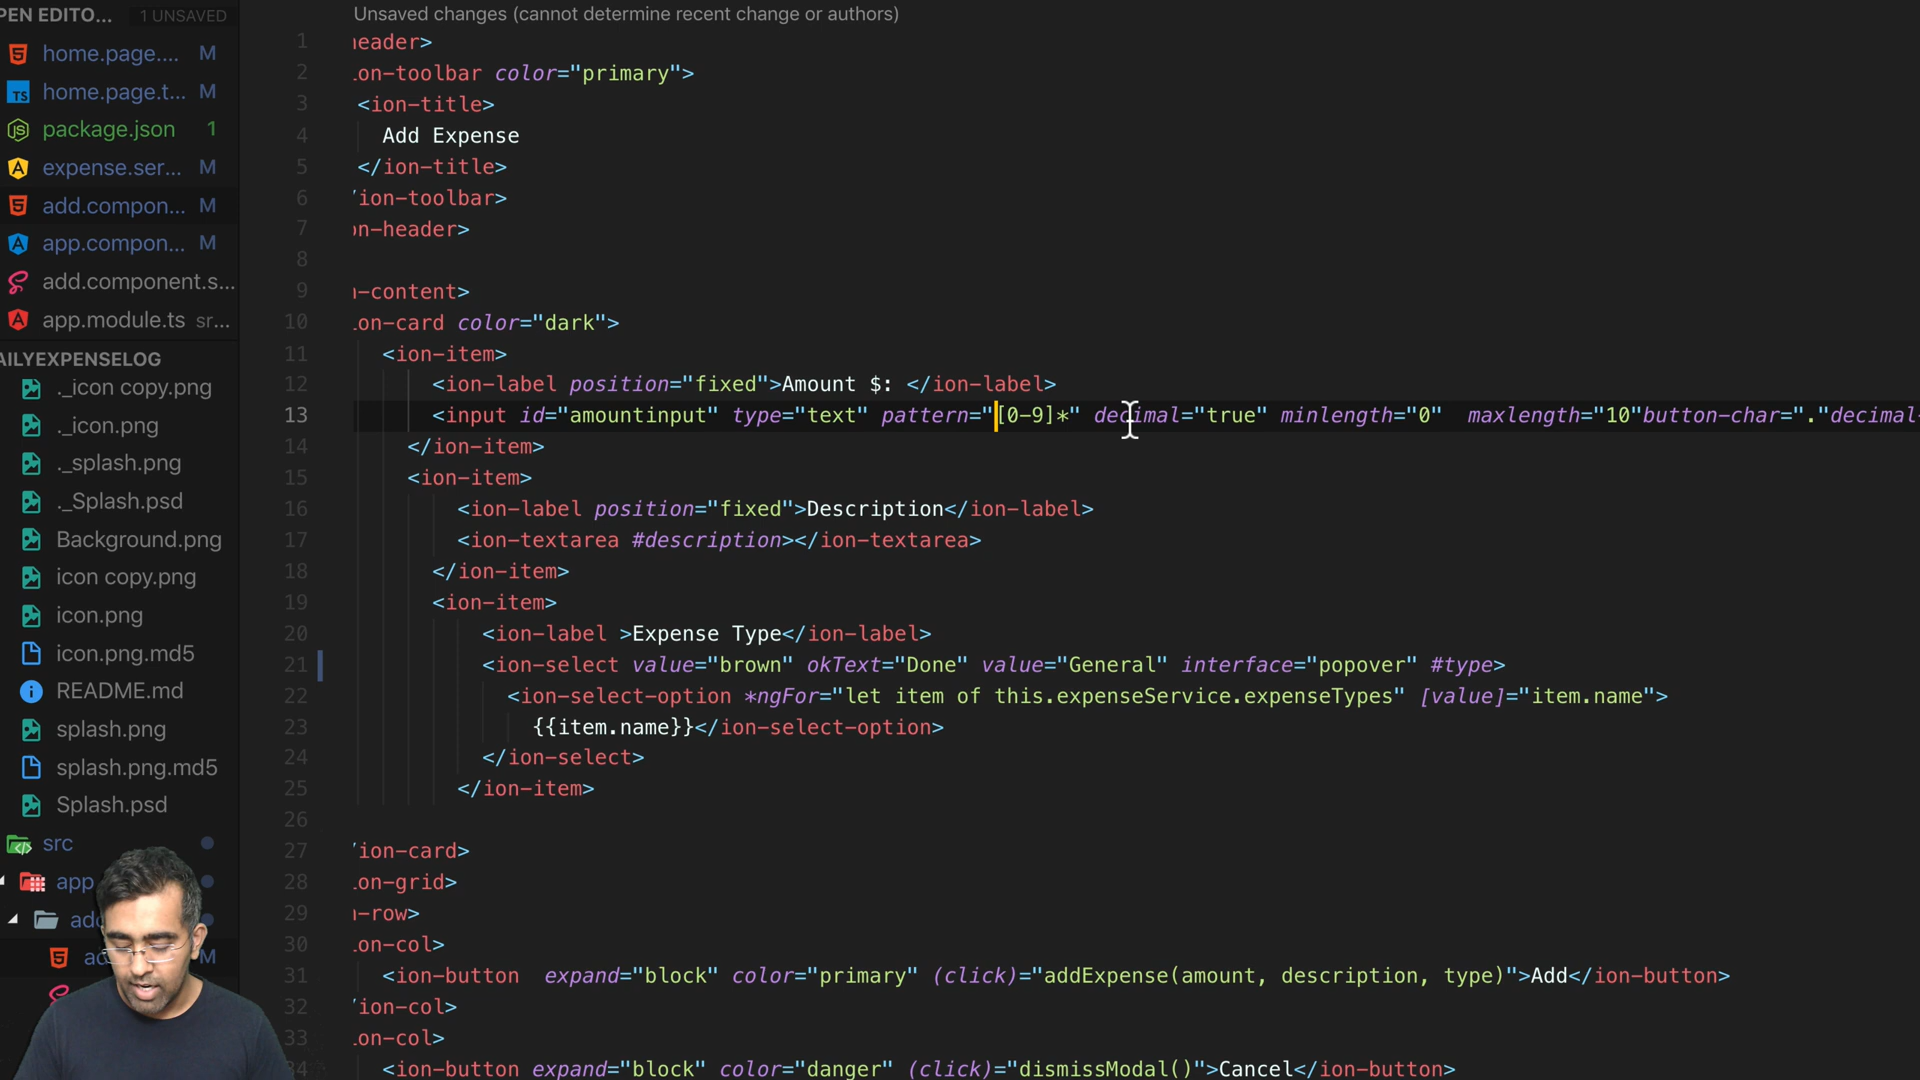 PEN EDITO... 1 UNSAVED
home.page.... M
home.page.t... M
package.json 1
expense.ser... M
add.compon... M
app.compon... M
add.component.s...
app.module.ts sr...
AILYEXPENSELOG
._icon copy.png
._icon.png
._splash.png
._Splash.psd
Background.png
icon copy.png
icon.png
icon.png.md5
README.md
splash.png
splash.png.md5
Splash.psd
src
app
M
Unsaved changes (cannot determine recent change or authors)
1 header>
2 ion-toolbar color="primary">
3 <ion-title>
4 Add Expense
5 </ion-title>
6 /ion-toolbar>
7 on-header>
8
9 n-content>
10 ion-card color="dark">
11 <ion-item>
12 <ion-label position="fixed">Amount $: </ion-label>
13 <input id="amountinput" type="text" pattern="[0-9]*" decimal="true" minlength="0"  maxlength="10"button-char="."decimal
14 </ion-item>
15 <ion-item>
16 <ion-label position="fixed">Description</ion-label>
17 <ion-textarea #description></ion-textarea>
18 </ion-item>
19 <ion-item>
20 <ion-label >Expense Type</ion-label>
21 <ion-select value="brown" okText="Done" value="General" interface="popover" #type>
22 <ion-select-option *ngFor="let item of this.expenseService.expenseTypes" [value]="item.name">
23 {{item.name}}</ion-select-option>
24 </ion-select>
25 </ion-item>
26
27 /ion-card>
28 ion-grid>
29 n-row>
30 ion-col>
31 <ion-button  expand="block" color="primary" (click)="addExpense(amount, description, type)">Add</ion-button>
32 /ion-col>
33 ion-col>
34 <ion-button expand="block" color="danger" (click)="dismissModal()">Cancel</ion-button>